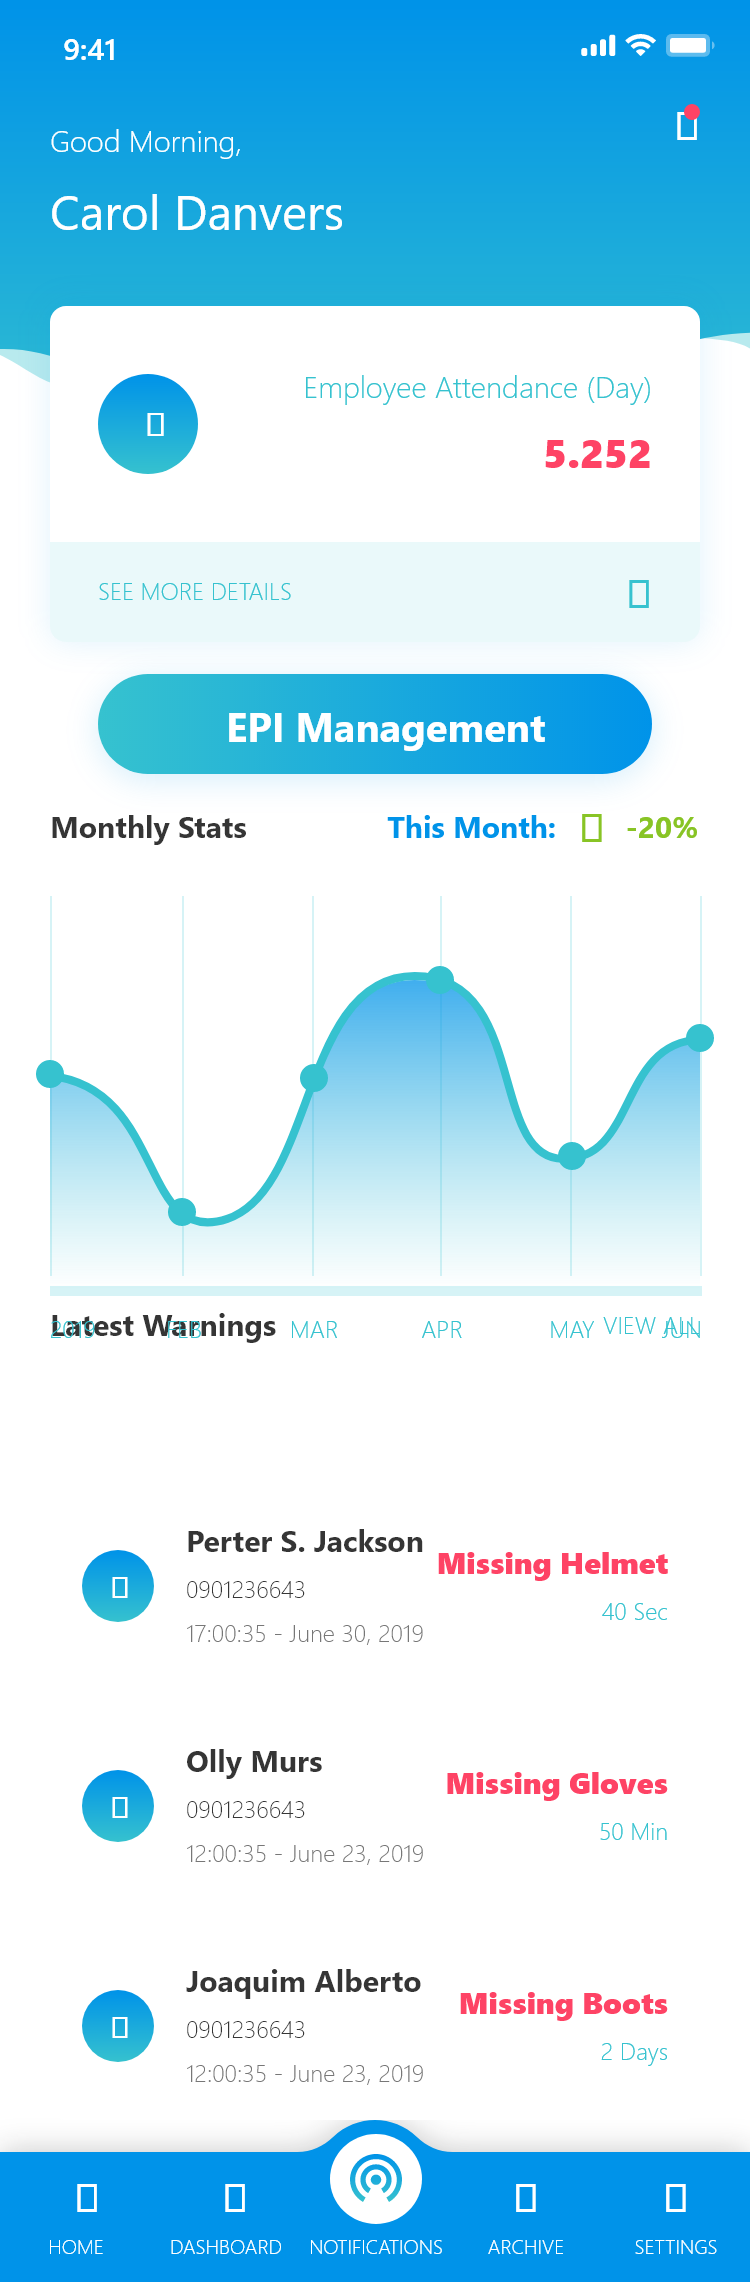 9:41
Good Morning,
Carol Danvers
Employee Attendance (Day)
5.252
SEE MORE DETAILS
EPI Management
Monthly Stats
This Month: -20%
Latest Warnings
VIEW ALL
2019 FEB MAR APR MAY JUN
Perter S. Jackson
Missing Helmet
0901236643
40 Sec
17:00:35 - June 30, 2019
Olly Murs
Missing Gloves
0901236643
50 Min
12:00:35 - June 23, 2019
Joaquim Alberto
Missing Boots
0901236643
2 Days
12:00:35 - June 23, 2019
HOME DASHBOARD NOTIFICATIONS ARCHIVE SETTINGS